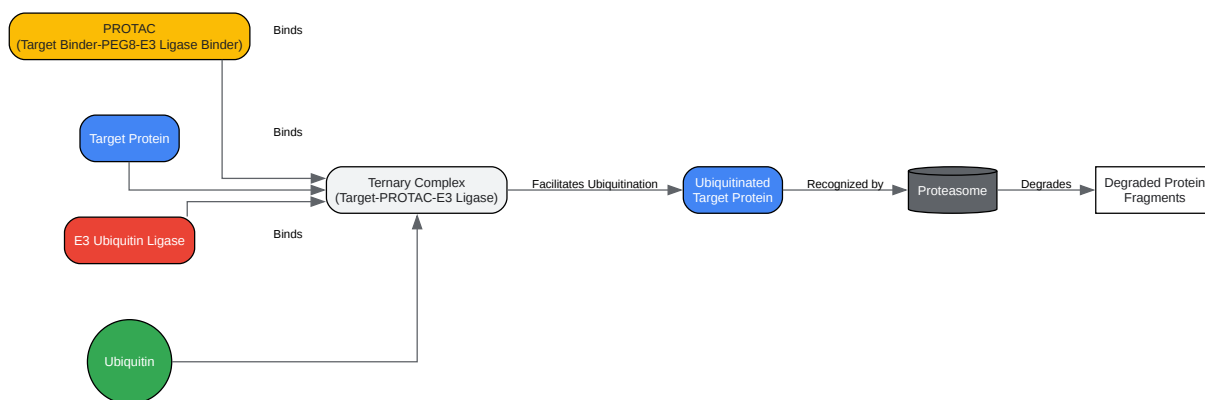 PROTAC
(Target Binder-PEG8-E3 Ligase Binder)
Binds
Target Protein
Binds
Ternary Complex
(Target-PROTAC-E3 Ligase)
Facilitates Ubiquitination
Ubiquitinated
Target Protein
Recognized by
Proteasome
Degrades
Degraded Protein
Fragments
E3 Ubiquitin Ligase
Binds
Ubiquitin